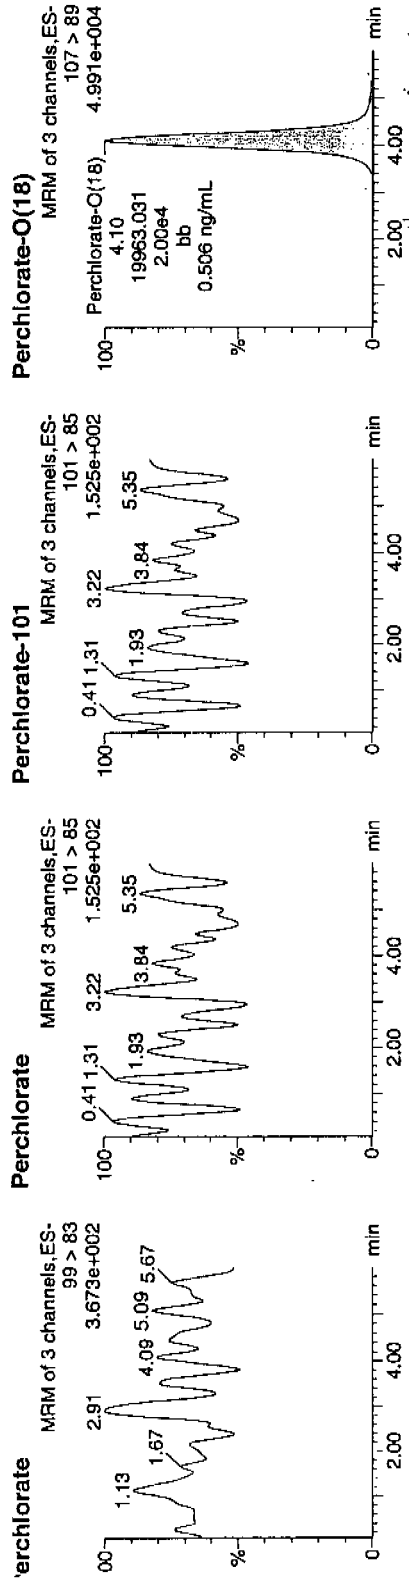 Perchlorate
MRM of 3 channels,ES-
99 > 83
3.673e+002
2.91
1.13
1.67
4.09
5.09
5.67
00
%
0
2.00
4.00
min
Perchlorate
MRM of 3 channels,ES-
101 > 85
1.525e+002
0.41
1.31
1.93
3.22
3.84
5.35
100
%
0
2.00
4.00
min
Perchlorate-101
MRM of 3 channels,ES-
101 > 85
1.525e+002
0.41
1.31
1.93
3.22
3.84
5.35
100
%
0
2.00
4.00
min
Perchlorate-O(18)
MRM of 3 channels,ES-
107 > 89
4.991e+004
Perchlorate-O(18)
4.10
19963.031
2.00e4
bb
0.506 ng/mL
100
%
0
2.00
4.00
min